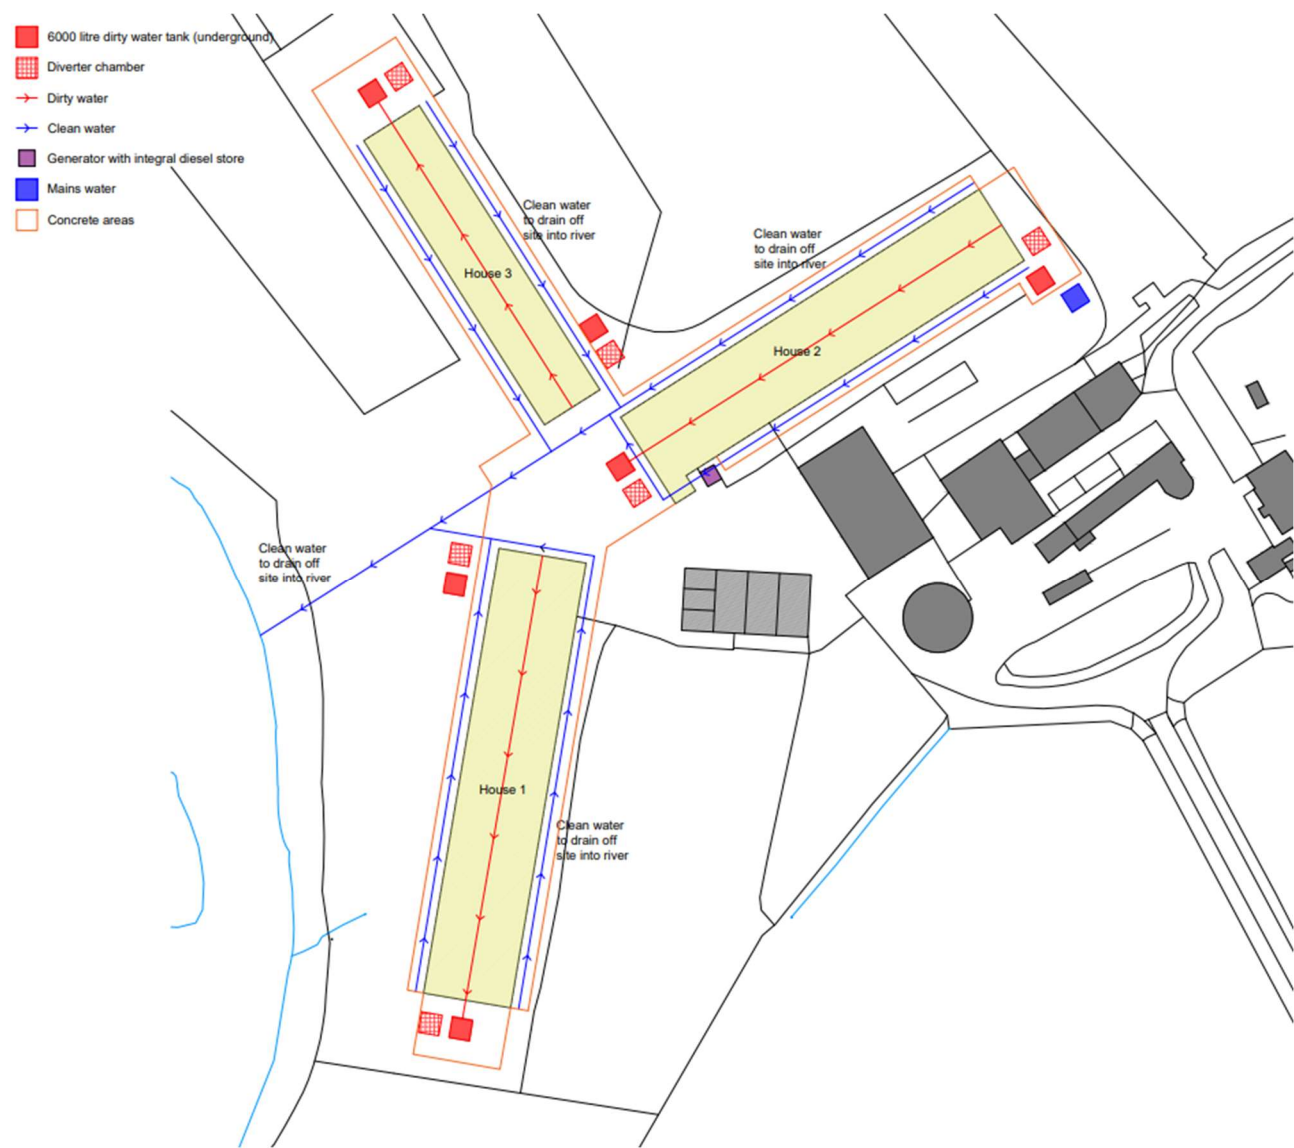 6000 litre dirty water tank (underground)
Diverter chamber
Dirty water
Clean water
Generator with integral diesel store
Mains water
Concrete areas
Clean water
to drain off
site into river
Clean water
to drain off
site into river
House 3
House 2
Clean water
to drain off
site into river
House 1
Clean water
to drain off
site into river